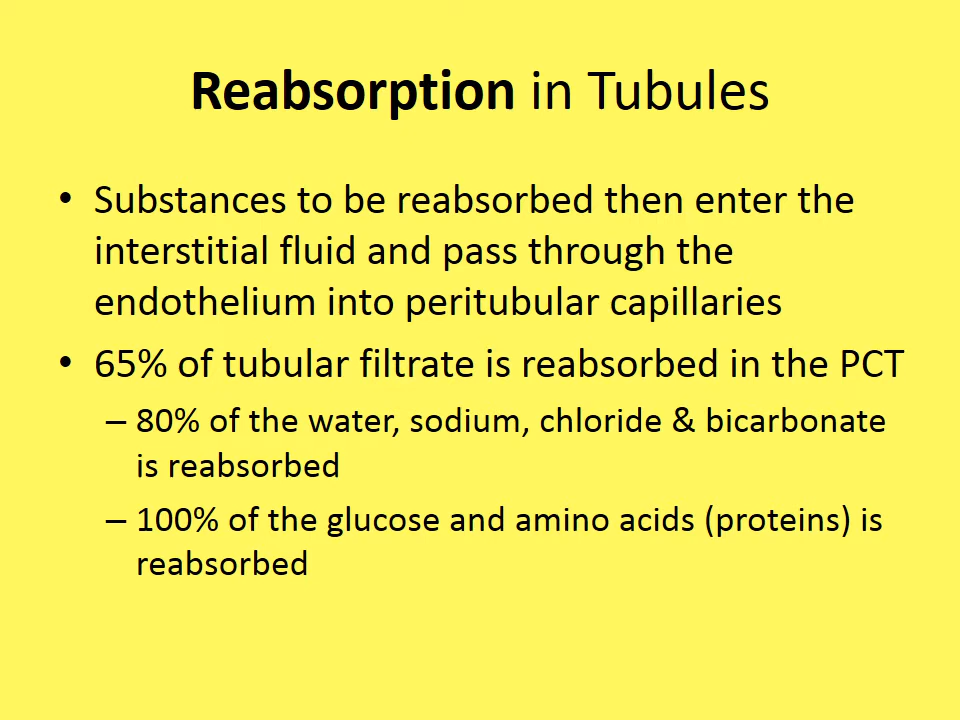 Reabsorption in Tubules
• Substances to be reabsorbed then enter the
interstitial fluid and pass through the
endothelium into peritubular capillaries
• 65% of tubular filtrate is reabsorbed in the PCT
– 80% of the water, sodium, chloride & bicarbonate
is reabsorbed
– 100% of the glucose and amino acids (proteins) is
reabsorbed